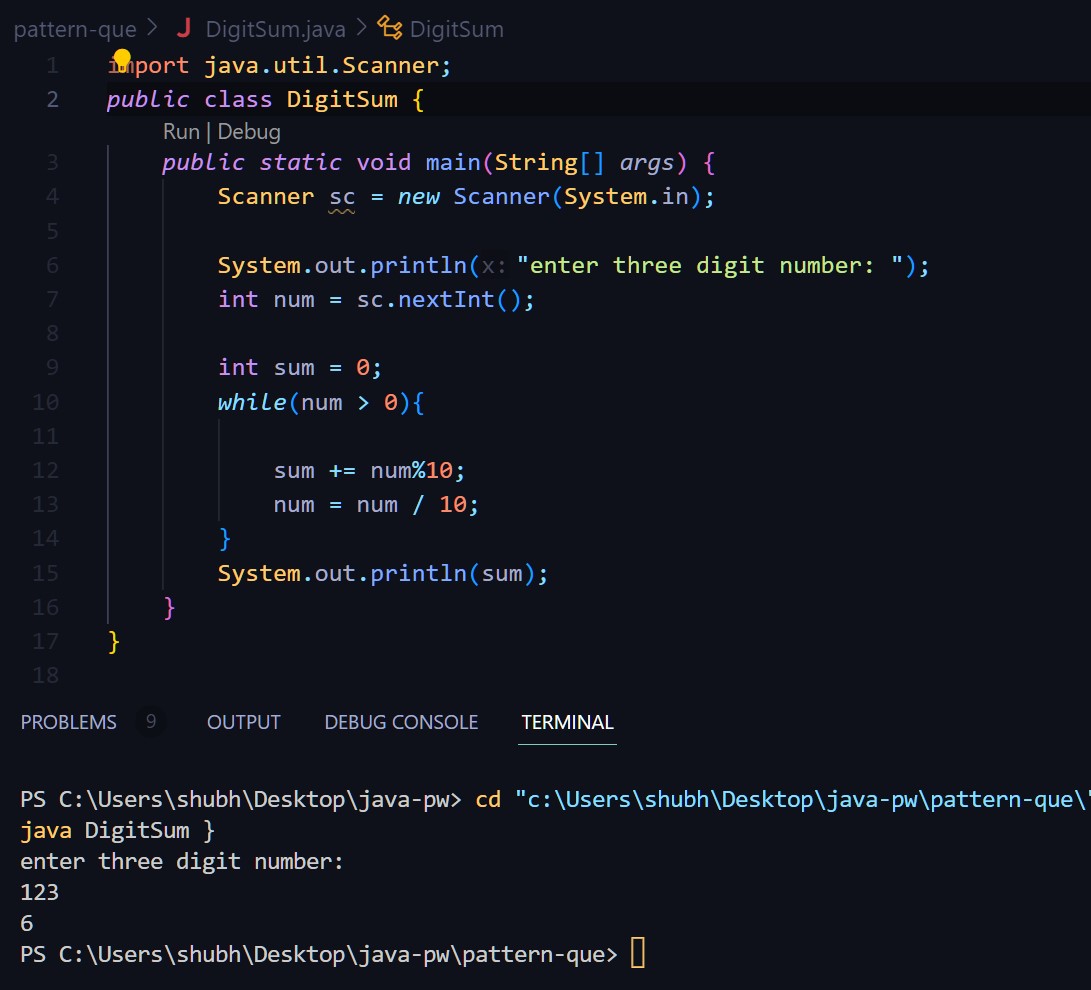 pattern-que > J DigitSum.java > DigitSum
1 import java.util.Scanner;
2 public class DigitSum {
Run | Debug
3 public static void main(String[] args) {
4 Scanner sc = new Scanner(System.in);
5
6 System.out.println(x: "enter three digit number: ");
7 int num = sc.nextInt();
8
9 int sum = 0;
10 while(num > 0){
11
12 sum += num%10;
13 num = num / 10;
14 }
15 System.out.println(sum);
16 }
17 }
18
PROBLEMS 9 OUTPUT DEBUG CONSOLE TERMINAL
PS C:\Users\shubh\Desktop\java-pw> cd "c:\Users\shubh\Desktop\java-pw\pattern-que\"
java DigitSum }
enter three digit number:
123
6
PS C:\Users\shubh\Desktop\java-pw\pattern-que>